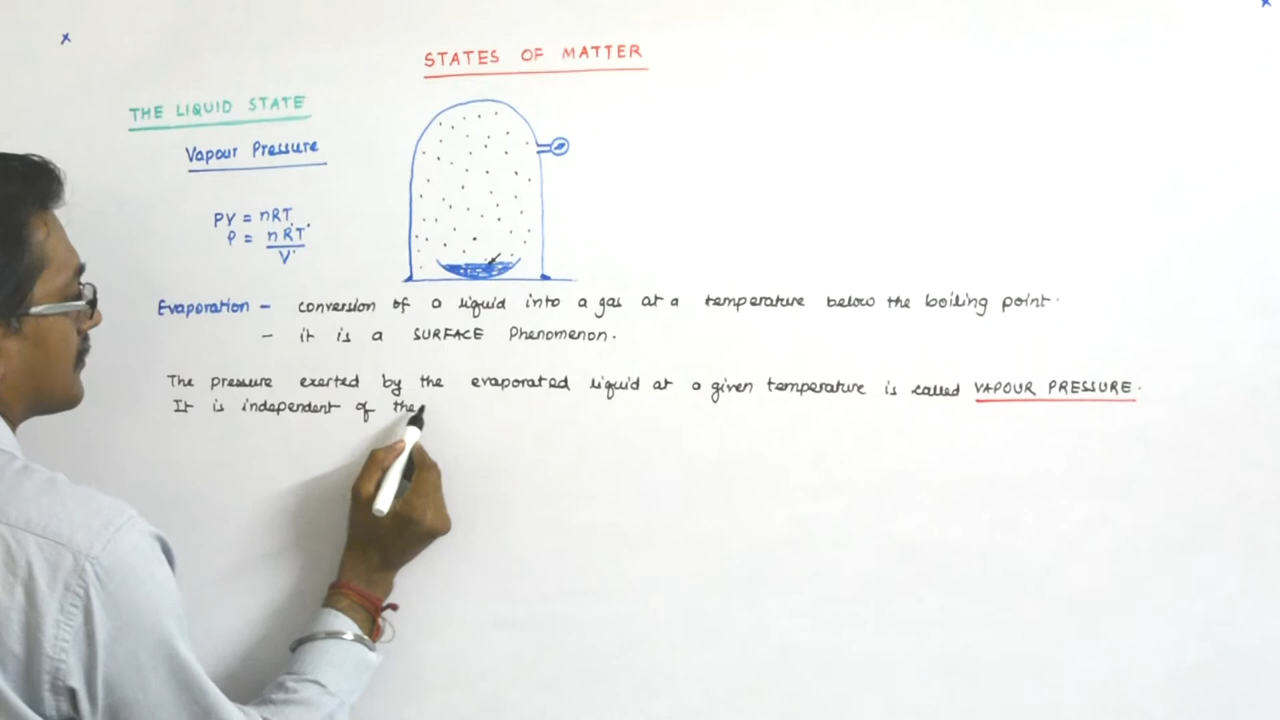 STATES OF MATTER
THE LIQUID STATE
Vapour Pressure
PV = nRT
P = nRT
V
Evaporation – conversion of a liquid into a gas at a temperature below the boiling point.
– it is a SURFACE Phenomenon.
The pressure exerted by the evaporated liquid at a given temperature is called VAPOUR PRESSURE.
It is independent of the